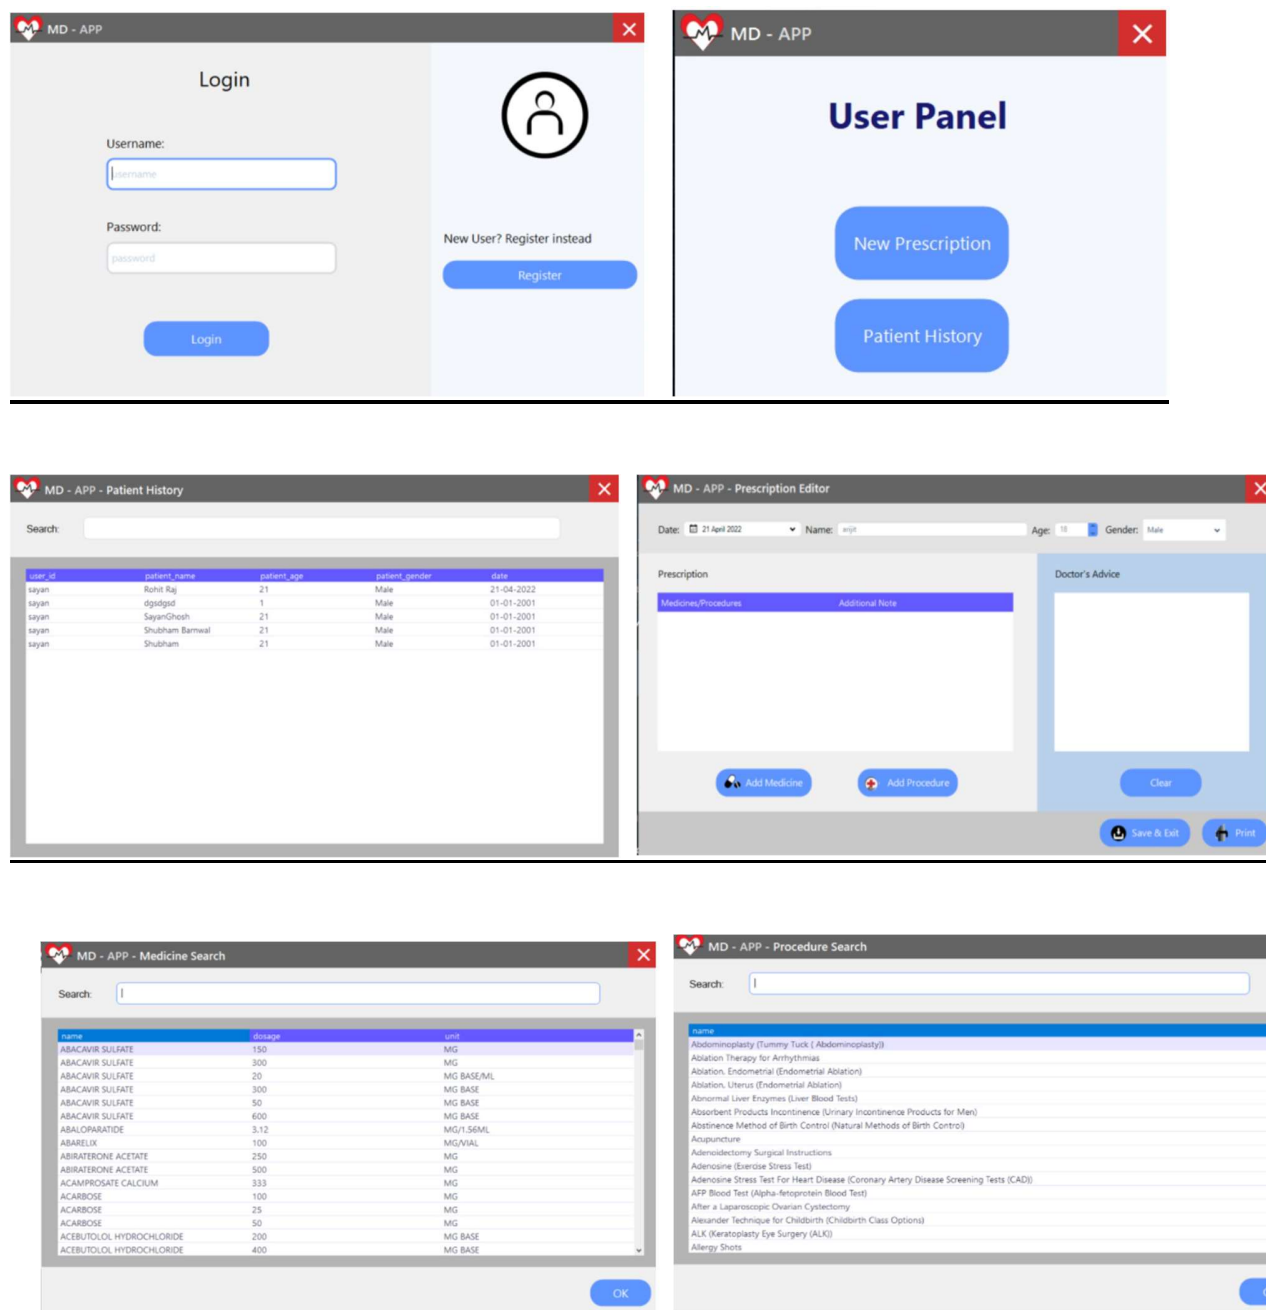 MD - APP
Login
Username:
username
Password:
password
Login
New User? Register instead
Register
MD - APP
User Panel
New Prescription
Patient History
MD - APP - Patient History
Search:
user_id patient_name patient_age patient_gender date
sayan Rohit Raj 21 Male 21-04-2022
sayan dgsdgsd 1 Male 01-01-2001
sayan SayanGhosh 21 Male 01-01-2001
sayan Shubham Barnwal 21 Male 01-01-2001
sayan Shubham 21 Male 01-01-2001
MD - APP - Prescription Editor
Date: 21 April 2022 Name: arijit Age: 18 Gender: Male
Prescription
Medicines/Procedures Additional Note
Add Medicine Add Procedure
Doctor's Advice
Clear
Save & Exit Print
MD - APP - Medicine Search
Search:
name dosage unit
ABACAVIR SULFATE 150 MG
ABACAVIR SULFATE 300 MG
ABACAVIR SULFATE 20 MG BASE/ML
ABACAVIR SULFATE 300 MG BASE
ABACAVIR SULFATE 50 MG BASE
ABACAVIR SULFATE 600 MG BASE
ABALOPARATIDE 3.12 MG/1.56ML
ABARELIX 100 MG/VIAL
ABIRATERONE ACETATE 250 MG
ABIRATERONE ACETATE 500 MG
ACAMPROSATE CALCIUM 333 MG
ACARBOSE 100 MG
ACARBOSE 25 MG
ACARBOSE 50 MG
ACEBUTOLOL HYDROCHLORIDE 200 MG BASE
ACEBUTOLOL HYDROCHLORIDE 400 MG BASE
OK
MD - APP - Procedure Search
Search:
name
Abdominoplasty (Tummy Tuck ( Abdominoplasty))
Ablation Therapy for Arrhythmias
Ablation, Endometrial (Endometrial Ablation)
Ablation, Uterus (Endometrial Ablation)
Abnormal Liver Enzymes (Liver Blood Tests)
Absorbent Products Incontinence (Urinary Incontinence Products for Men)
Abstinence Method of Birth Control (Natural Methods of Birth Control)
Acupuncture
Adenoidectomy Surgical Instructions
Adenosine (Exercise Stress Test)
Adenosine Stress Test For Heart Disease (Coronary Artery Disease Screening Tests (CAD))
AFP Blood Test (Alpha-fetoprotein Blood Test)
After a Laparoscopic Ovarian Cystectomy
Alexander Technique for Childbirth (Childbirth Class Options)
ALK (Keratoplasty Eye Surgery (ALK))
Allergy Shots